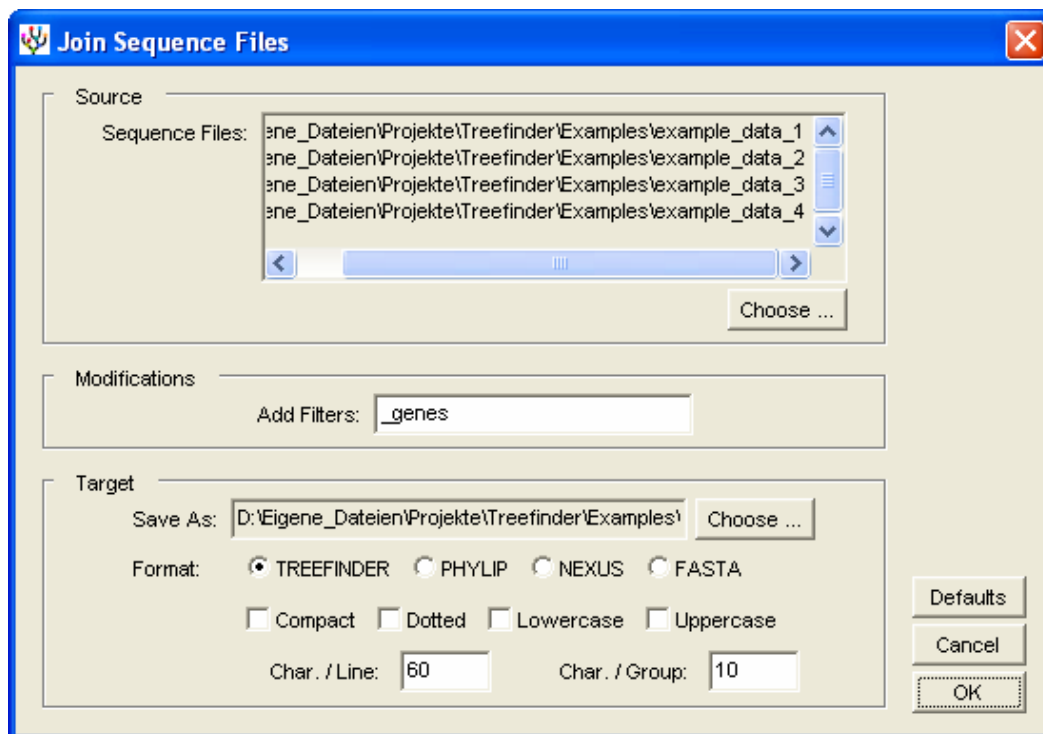 Join Sequence Files
Source
Sequence Files:
ene_Dateien\Projekte\Treefinder\Examples\example_data_1
ene_Dateien\Projekte\Treefinder\Examples\example_data_2
ene_Dateien\Projekte\Treefinder\Examples\example_data_3
ene_Dateien\Projekte\Treefinder\Examples\example_data_4
Choose ...
Modifications
Add Filters: _genes
Target
Save As: D:\Eigene_Dateien\Projekte\Treefinder\Examples\ Choose ...
Format: TREEFINDER PHYLIP NEXUS FASTA
Compact Dotted Lowercase Uppercase
Char. / Line: 60 Char. / Group: 10
Defaults
Cancel
OK